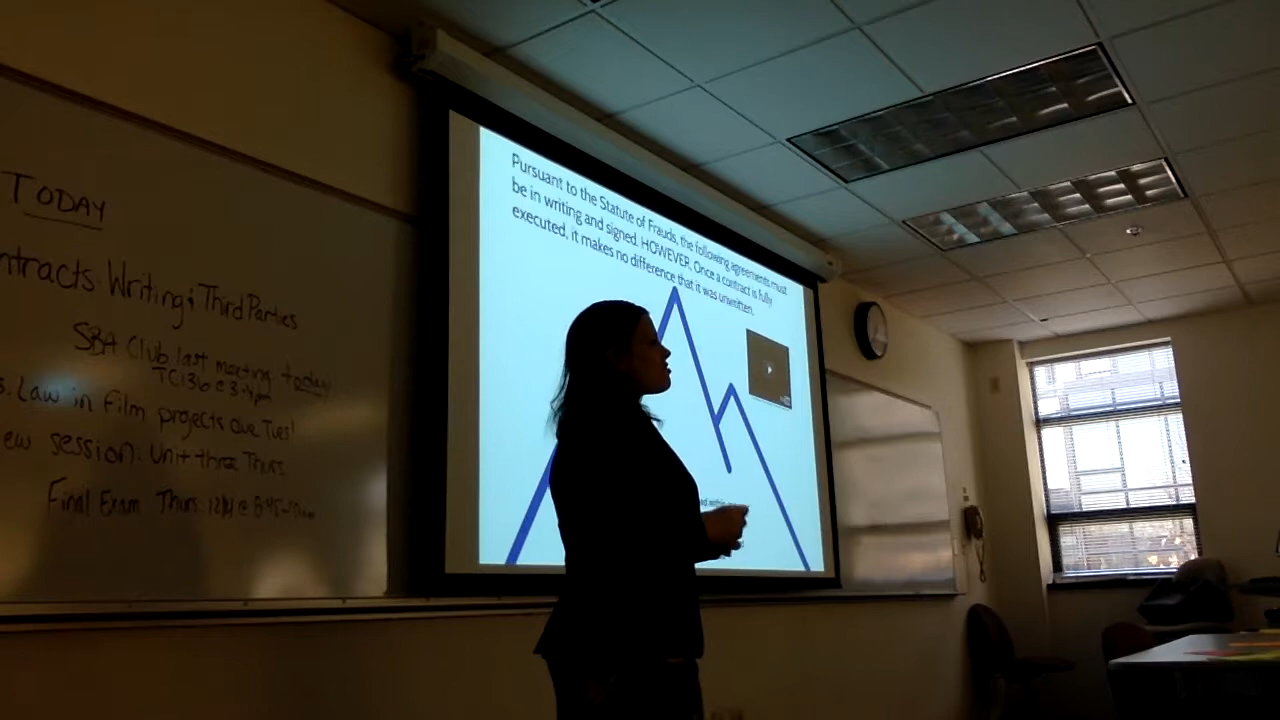 TODAY
ntracts: Writing & Third Parties
SBA Club last meeting today
TC136 @ 3:45pm
s. Law in Film projects due Tues!
ew session. Unit three Thurs
Final Exam Thurs 12/11 @ 8:45
Pursuant to the Statute of Frauds, the following agreements must
be in writing and signed. HOWEVER, Once a contract is fully
executed, it makes no difference that it was unwritten.